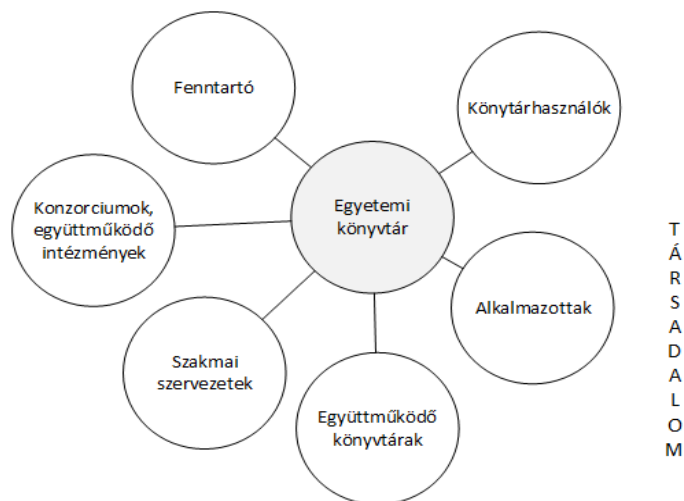 Fenntartó
Könytárhasználók
Egyetemi
könyvtár
Konzorciumok,
együttműködő
intézmények
Alkalmazottak
Szakmai
szervezetek
Együttműködő
könyvtárak
T
Á
R
S
A
D
A
L
O
M